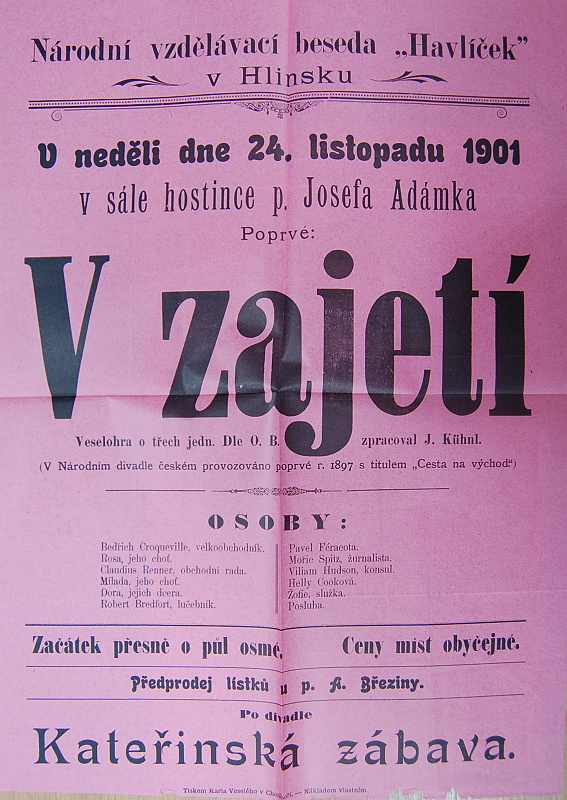 Národní vzdělávací beseda „Havlíček”
v Hlinsku
V neděli dne 24. listopadu 1901
v sále hostince p. Josefa Adámka
Poprvé:
V zajetí
Veselohra o třech jedn. Dle O. B. zpracoval J. Kühnl.
(V Národním divadle českém provozováno poprvé r. 1897 s titulem „Cesta na východ“)
OSOBY:
Bedřich Croqueville, velkoobchodník.
Rosa, jeho choť.
Claudius Renner, obchodní rada.
Milada, jeho choť.
Dora, jejich dcera.
Robert Bredfort, lučebník.
Pavel Féracota.
Mořic Spitz, žurnalista.
Viliam Hudson, konsul.
Helly Cooková.
Žofie, služka.
Posluha.
Začátek přesně o půl osmé. Ceny míst obyčejné.
Předprodej lístků u p. A. Březiny.
Po divadle
Kateřinská zábava.
Tiskem Karla Veselého v — Nákladem vlastním.